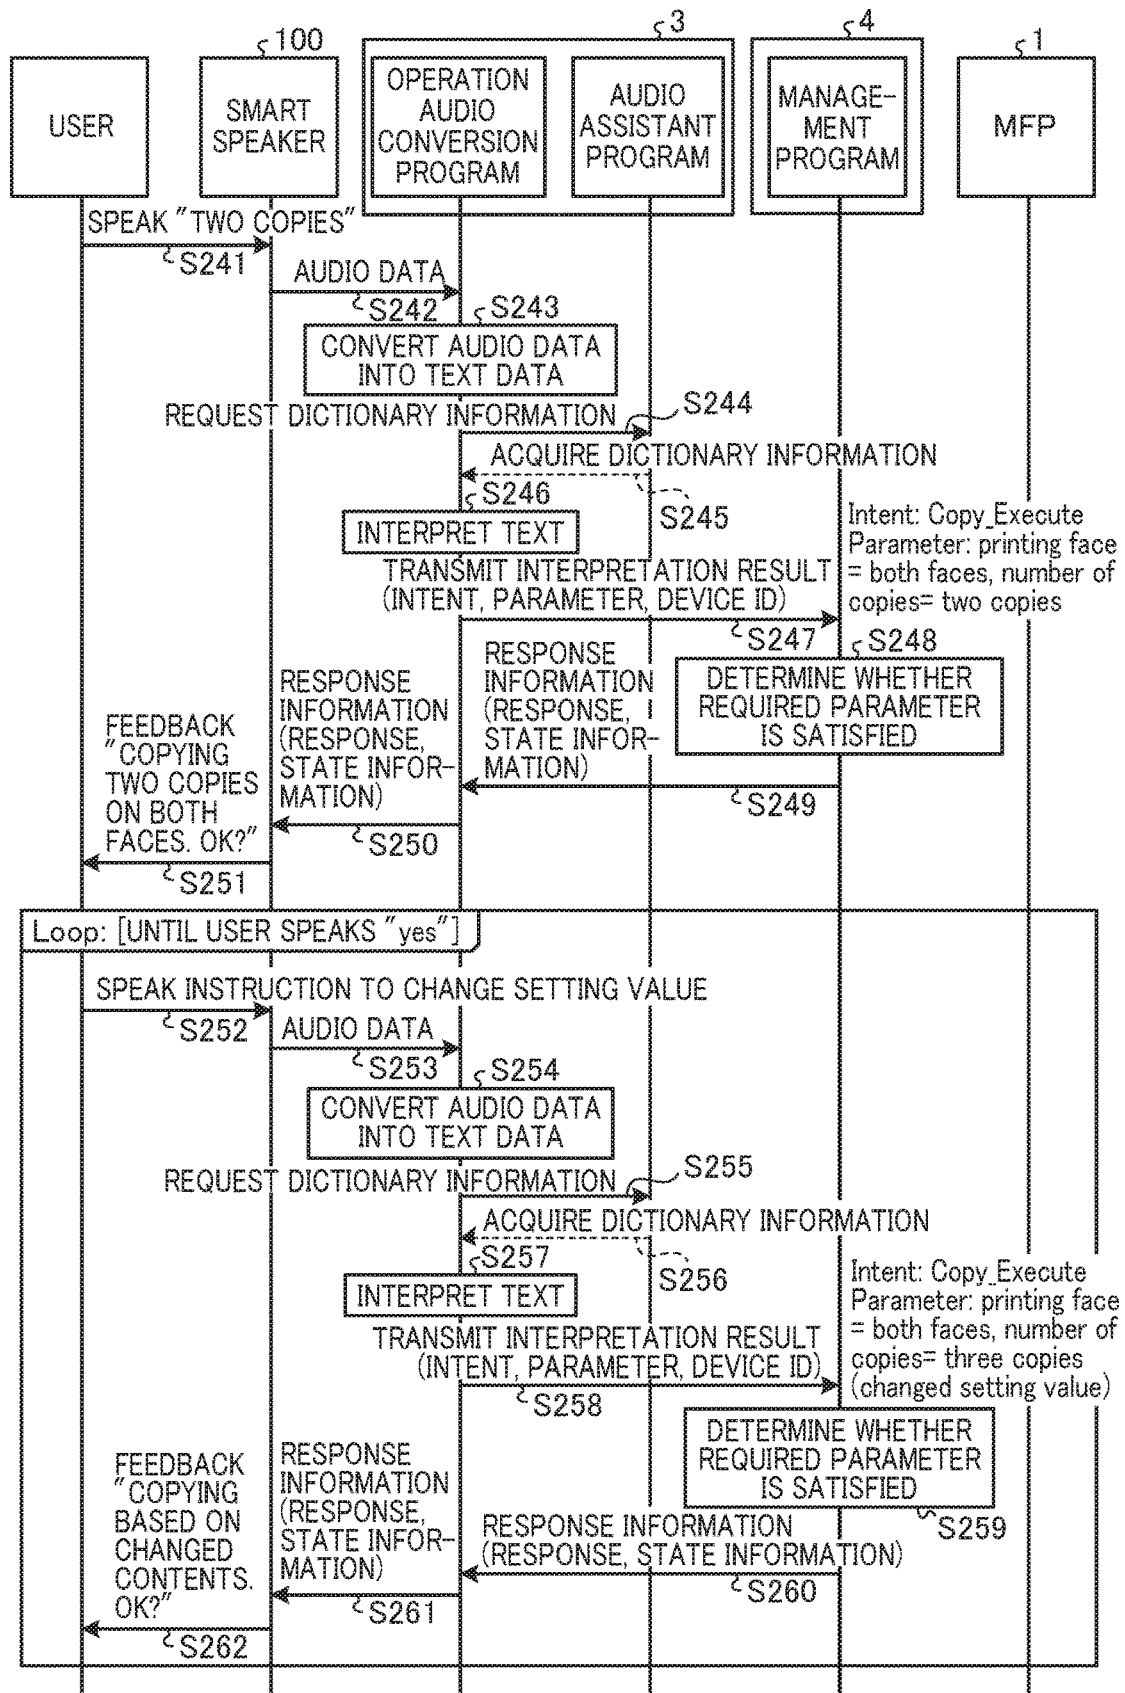 100
3
4
1
USER
SMART
SPEAKER
OPERATION
AUDIO
CONVERSION
PROGRAM
AUDIO
ASSISTANT
PROGRAM
MANAGE-
MENT
PROGRAM
MFP
SPEAK "TWO COPIES"
S241
AUDIO DATA
S242
S243
CONVERT AUDIO DATA
INTO TEXT DATA
REQUEST DICTIONARY INFORMATION
S244
ACQUIRE DICTIONARY INFORMATION
S245
S246
INTERPRET TEXT
TRANSMIT INTERPRETATION RESULT
(INTENT, PARAMETER, DEVICE ID)
S247
Intent: Copy_Execute
Parameter: printing face
= both faces, number of
copies= two copies
S248
DETERMINE WHETHER
REQUIRED PARAMETER
IS SATISFIED
RESPONSE
INFORMATION
(RESPONSE,
STATE INFOR-
MATION)
S249
RESPONSE
INFORMATION
(RESPONSE,
STATE INFOR-
MATION)
S250
FEEDBACK
"COPYING
TWO COPIES
ON BOTH
FACES. OK?"
S251
Loop: [UNTIL USER SPEAKS "yes"]
SPEAK INSTRUCTION TO CHANGE SETTING VALUE
S252
AUDIO DATA
S253
S254
CONVERT AUDIO DATA
INTO TEXT DATA
REQUEST DICTIONARY INFORMATION
S255
ACQUIRE DICTIONARY INFORMATION
S256
S257
INTERPRET TEXT
TRANSMIT INTERPRETATION RESULT
(INTENT, PARAMETER, DEVICE ID)
S258
Intent: Copy_Execute
Parameter: printing face
= both faces, number of
copies= three copies
(changed setting value)
DETERMINE WHETHER
REQUIRED PARAMETER
IS SATISFIED
S259
RESPONSE INFORMATION
(RESPONSE, STATE INFORMATION)
S260
RESPONSE
INFORMATION
(RESPONSE,
STATE INFOR-
MATION)
S261
FEEDBACK
"COPYING
BASED ON
CHANGED
CONTENTS.
OK?"
S262